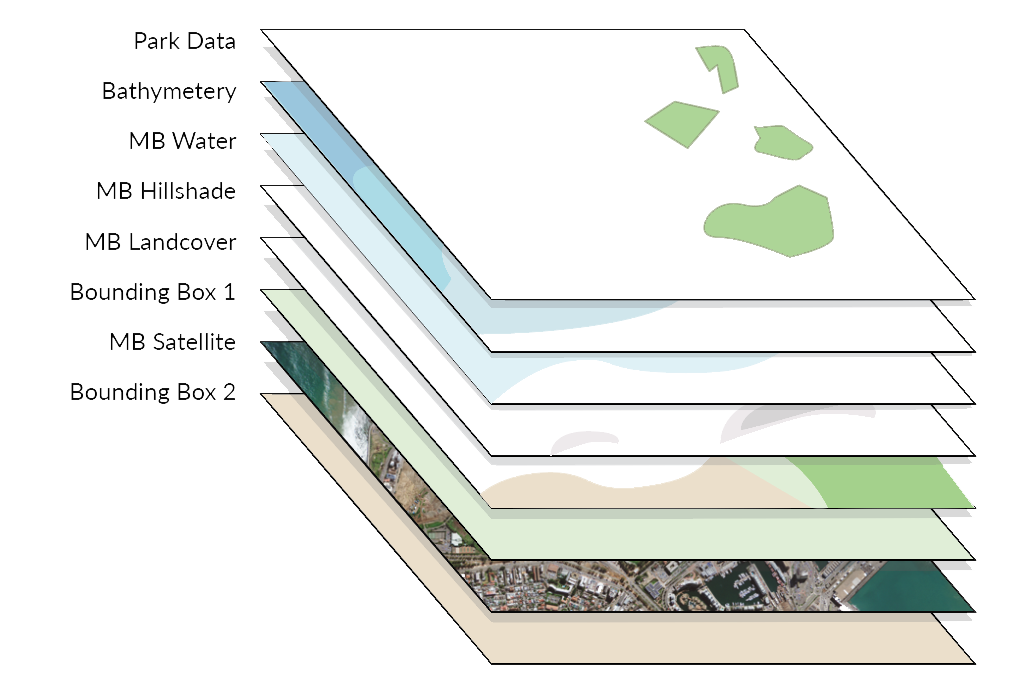 Park Data
Bathymetery
MB Water
MB Hillshade
MB Landcover
Bounding Box 1
MB Satellite
Bounding Box 2